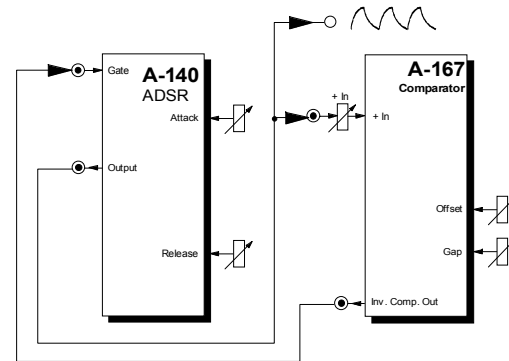 Gate
A-140
ADSR
Attack
Output
Release
A-167
Comparator
+ In
+ In
Offset
Gap
Inv. Comp. Out